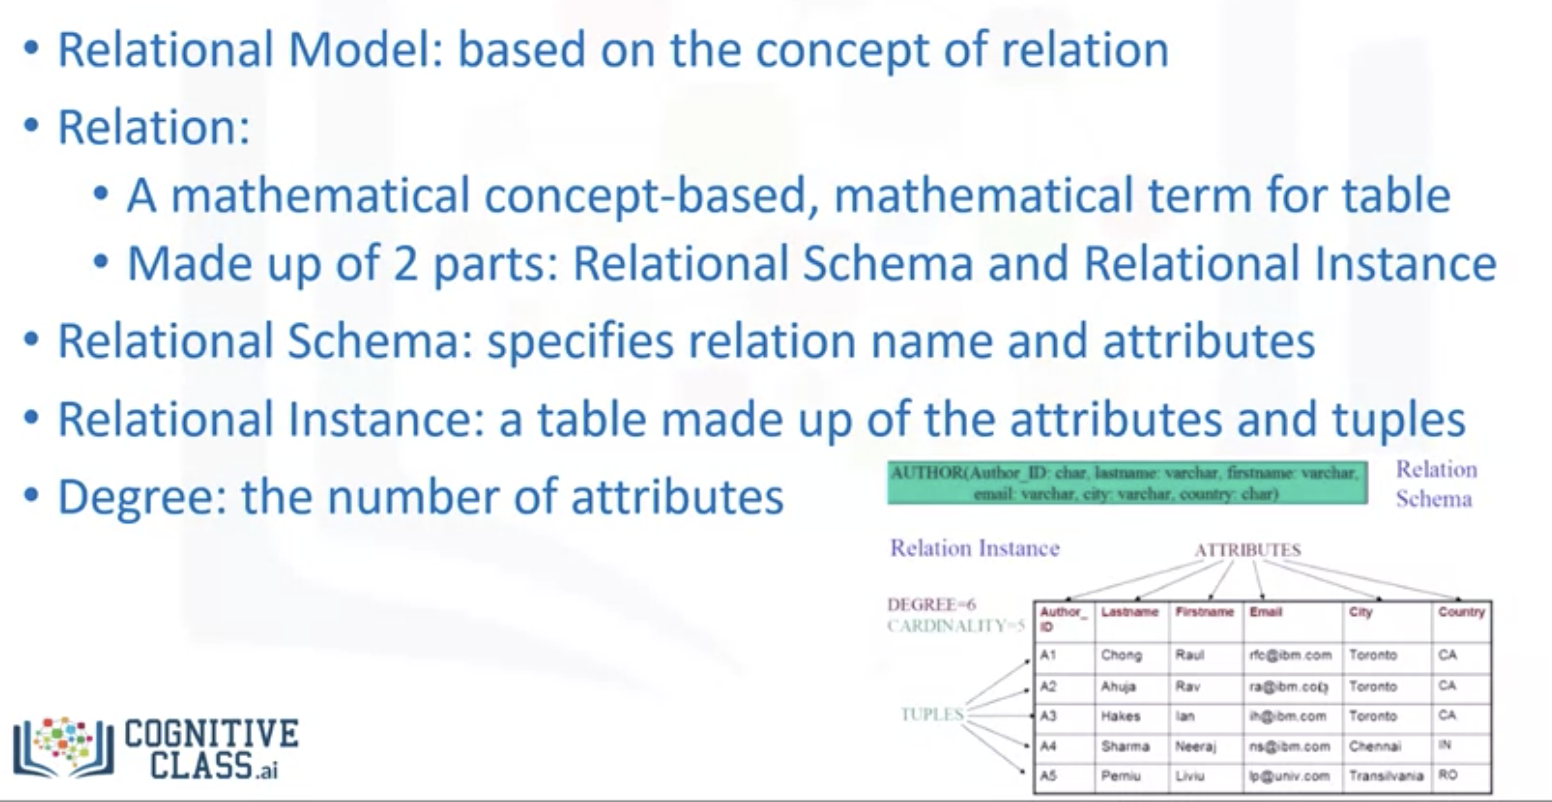 • Relational Model: based on the concept of relation
• Relation:
• A mathematical concept-based, mathematical term for table
• Made up of 2 parts: Relational Schema and Relational Instance
• Relational Schema: specifies relation name and attributes
• Relational Instance: a table made up of the attributes and tuples
• Degree: the number of attributes
AUTHOR(Author_ID: char, lastname: varchar, firstname: varchar,
email: varchar, city: varchar, country: char)
Relation
Schema
Relation Instance
ATTRIBUTES
DEGREE=6
CARDINALITY=5
TUPLES
Author_ID Lastname Firstname Email City Country
A1 Chong Raul rfc@ibm.com Toronto CA
A2 Ahuja Rav Toronto CA
A3 Hakes Ian ih@ibm.com Toronto CA
A4 Sharma Neeraj ns@ibm.com Chennai IN
A5 Perniu Liviu lp@univ.com Transilvania RO
COGNITIVE
CLASS.ai